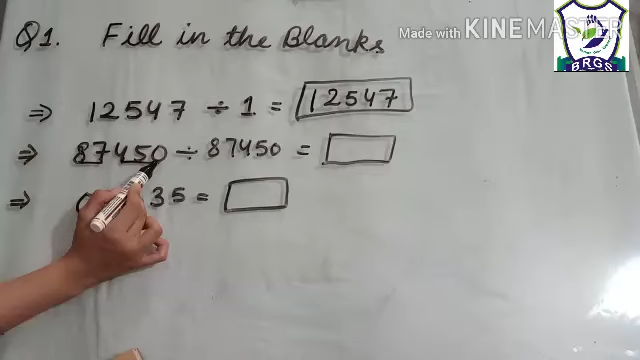 Made with KINEMASTER
BRGS
Q1. Fill in the Blanks
⇒ 12547 ÷ 1 = 12547
⇒ 87450 ÷ 87450 =
⇒ 35 =